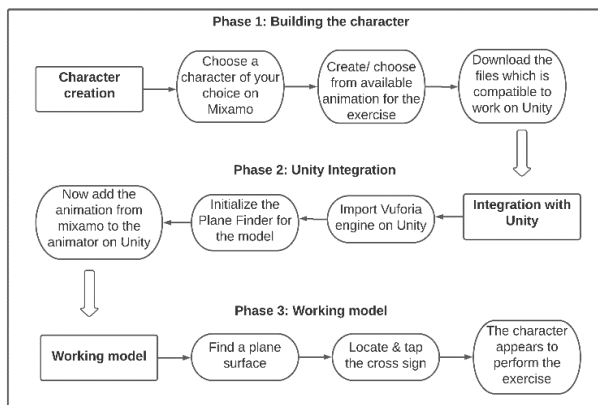 Phase 1: Building the character
Character
creation
Choose a
character of your
choice on
Mixamo
Create/ choose
from available
animation for the
exercise
Download the
files which is
compatible to
work on Unity
Phase 2: Unity Integration
Now add the
animation from
mixamo to the
animator on Unity
Initialize the
Plane Finder for
the model
Import Vuforia
engine on Unity
Integration with
Unity
Phase 3: Working model
Working model
Find a plane
surface
Locate & tap
the cross sign
The character
appears to
perform the
exercise